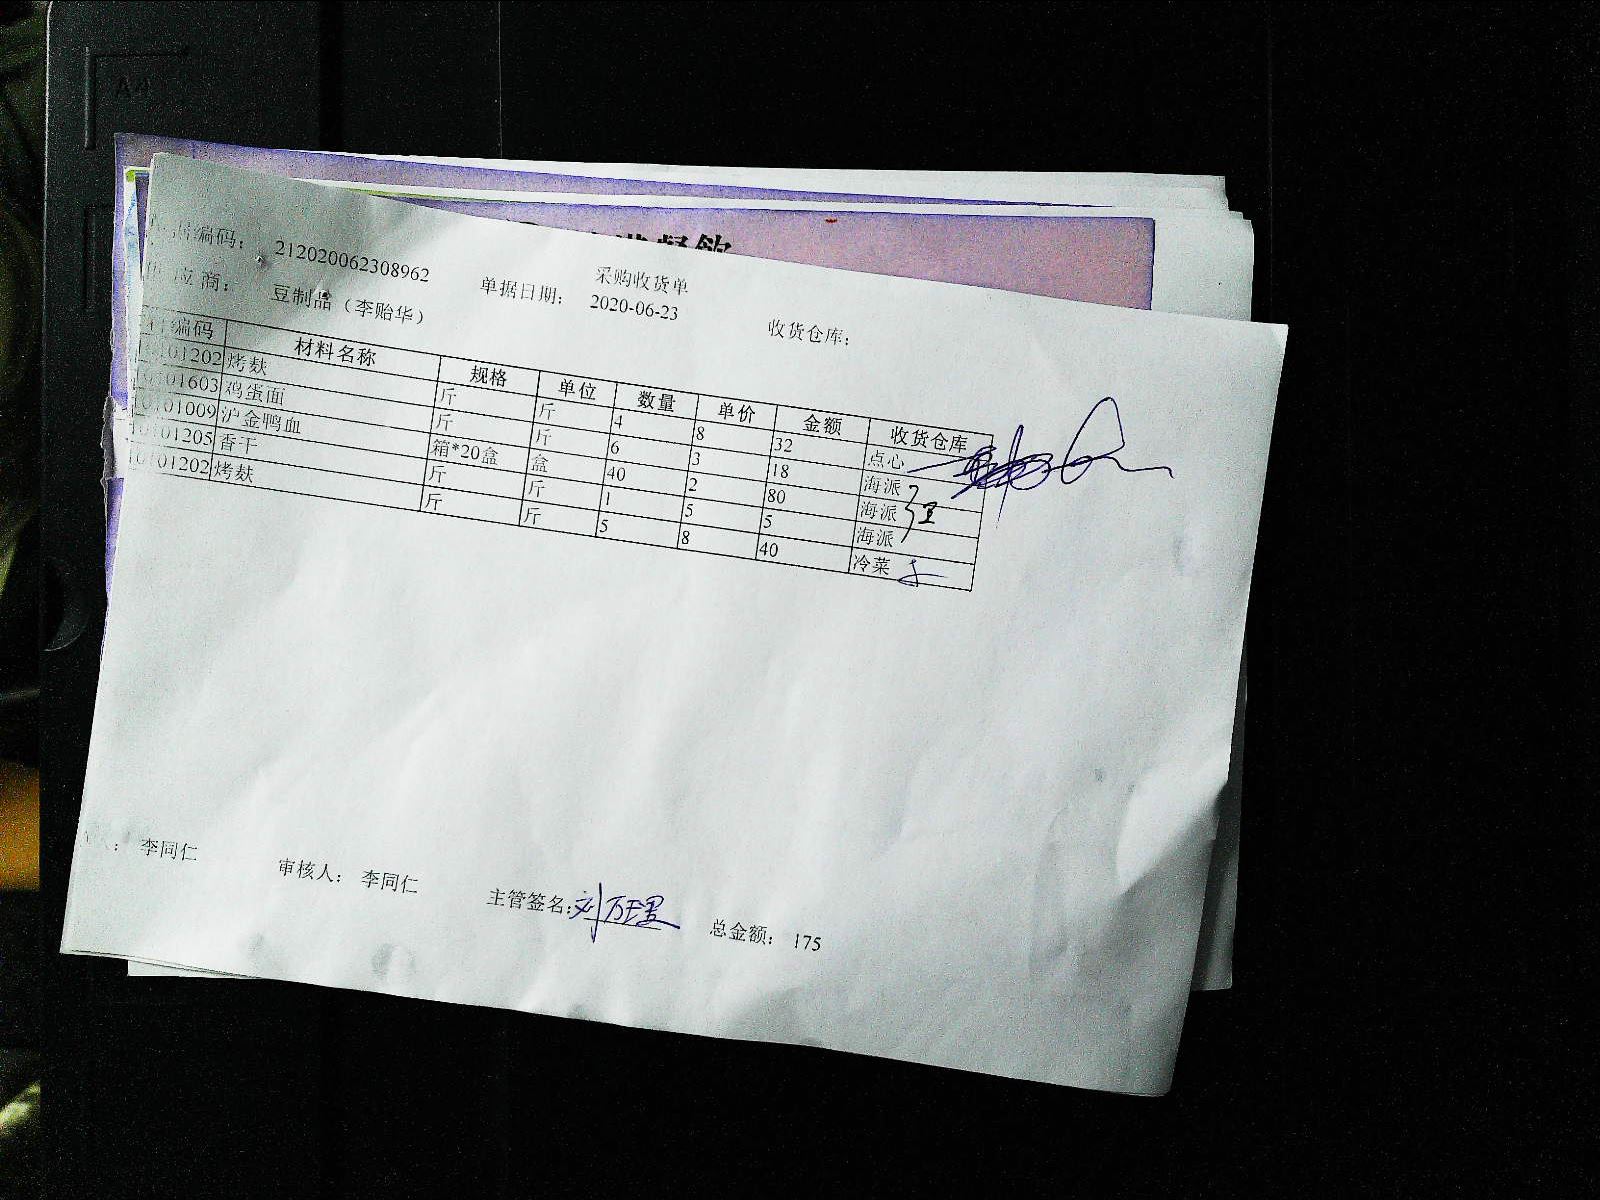 采购收货单
编码： 212020062308962 单据日期： 2020-06-23 收货仓库：
应商： 豆制品（李贻华）
编码 材料名称 规格 单位 数量 单价 金额 收货仓库
01202 烤麸 斤 斤 4 8 32 点心
01603 鸡蛋面 斤 斤 6 3 18 海派
01009 沪金鸭血 箱*20盒 盒 40 2 80 海派
01205 香干 斤 斤 1 5 5 海派
01202 烤麸 斤 斤 5 8 40 冷菜
人： 李同仁 审核人： 李同仁 主管签名： 总金额： 175